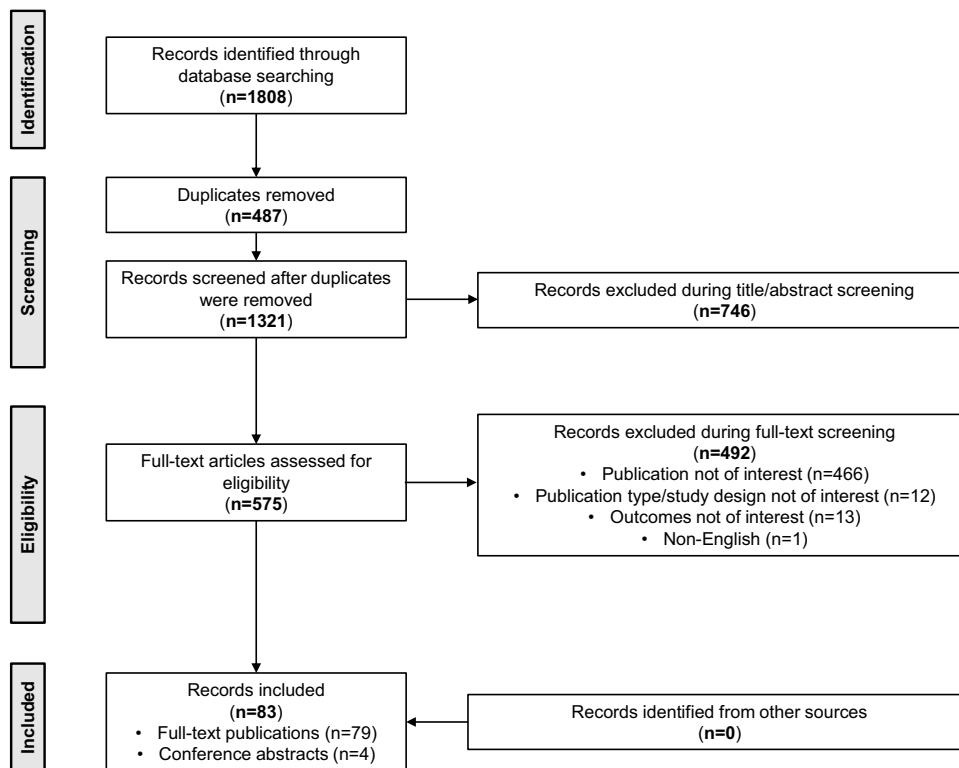 Identification
Records identified through
database searching
(n=1808)
Screening
Duplicates removed
(n=487)
Records screened after duplicates
were removed
(n=1321)
Records excluded during title/abstract screening
(n=746)
Eligibility
Full-text articles assessed for
eligibility
(n=575)
Records excluded during full-text screening
(n=492)
• Publication not of interest (n=466)
• Publication type/study design not of interest (n=12)
• Outcomes not of interest (n=13)
• Non-English (n=1)
Included
Records included
(n=83)
• Full-text publications (n=79)
• Conference abstracts (n=4)
Records identified from other sources
(n=0)